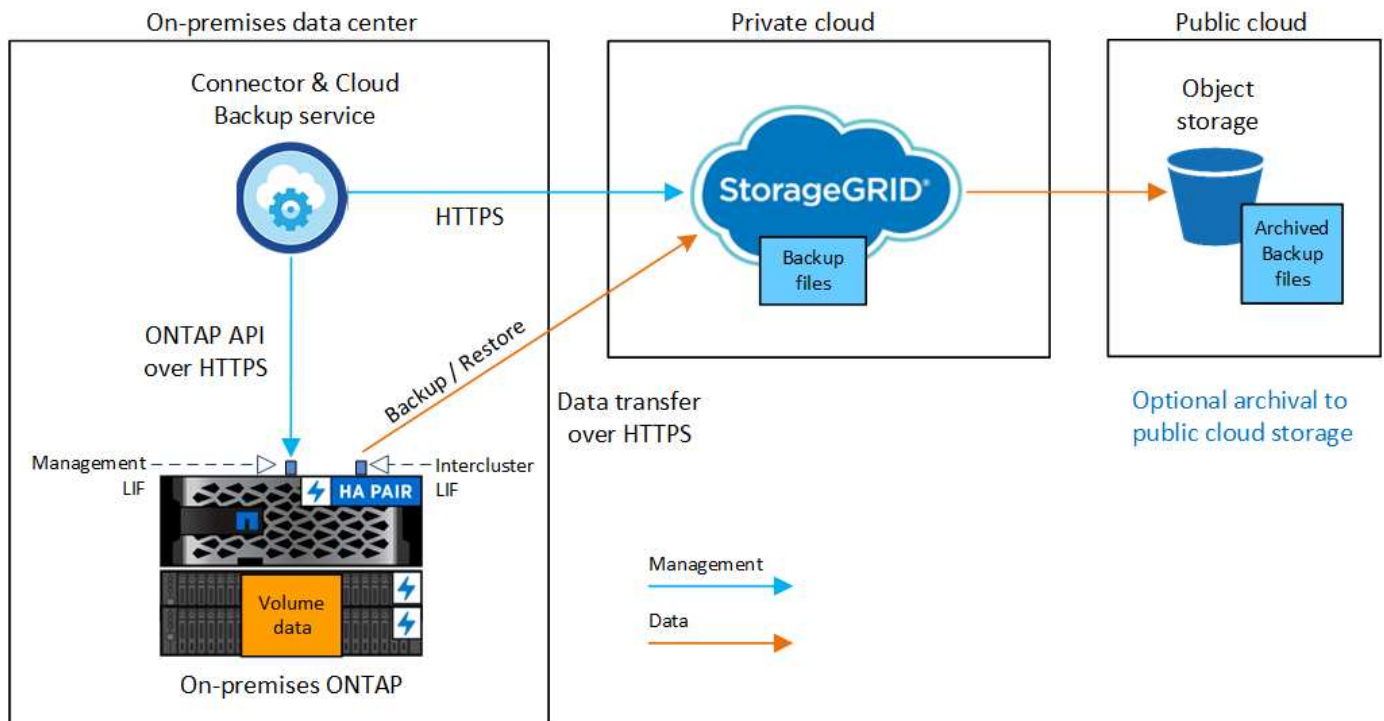 On-premises data center
Private cloud
Public cloud
Connector & Cloud
Backup service
Object
storage
StorageGRID®
HTTPS
Backup
files
Archived
Backup
files
ONTAP API
over HTTPS
Backup / Restore
Data transfer
over HTTPS
Optional archival to
public cloud storage
Management
LIF
Intercluster
LIF
HA PAIR
Volume
data
On-premises ONTAP
Management
Data